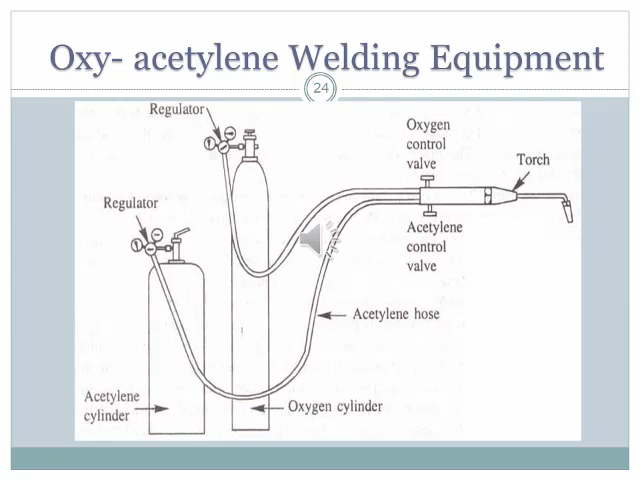 Oxy- acetylene Welding Equipment
24
Regulator
Oxygen
control
valve
Torch
Regulator
Acetylene
control
valve
Acetylene hose
Acetylene
cylinder
Oxygen cylinder